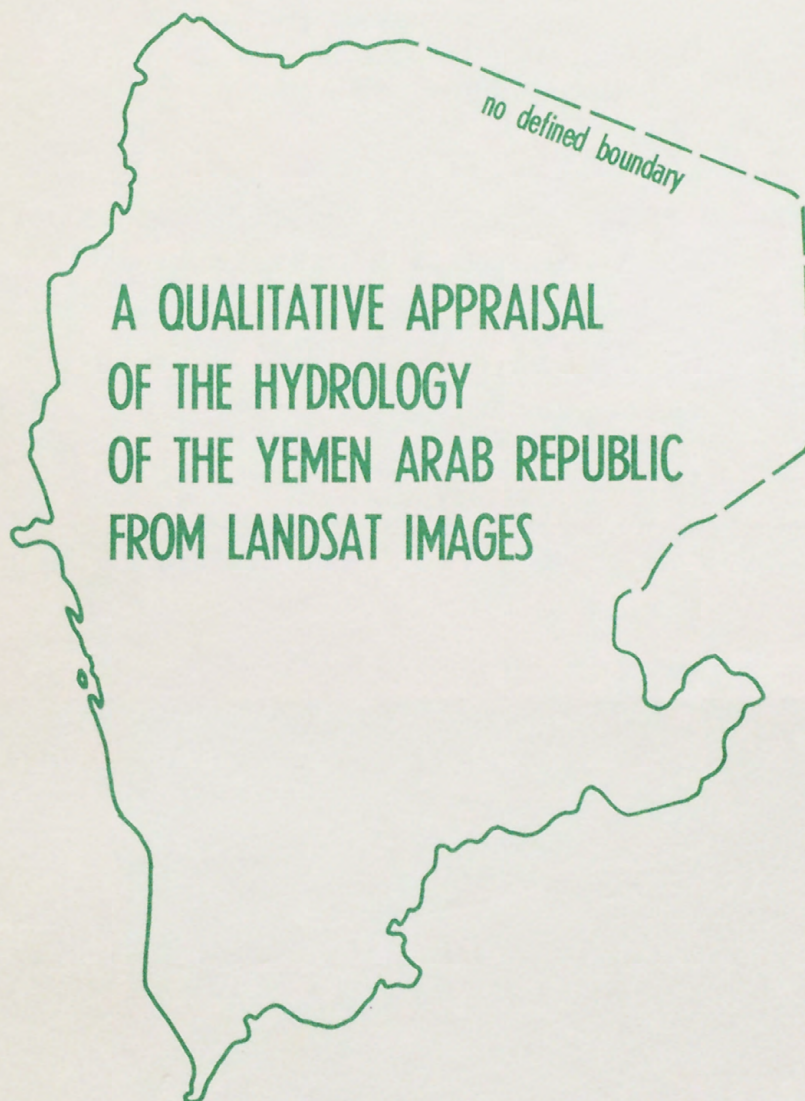 no defined boundary
A QUALITATIVE APPRAISAL
OF THE HYDROLOGY
OF THE YEMEN ARAB REPUBLIC
FROM LANDSAT IMAGES